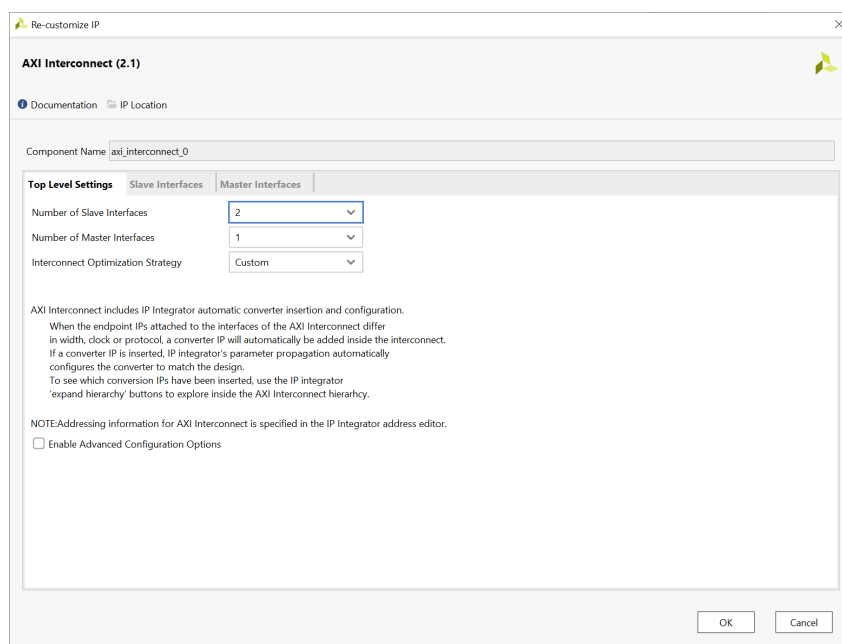 Re-customize IP
AXI Interconnect (2.1)
Documentation IP Location
Component Name axi_interconnect_0
Top Level Settings Slave Interfaces Master Interfaces
Number of Slave Interfaces 2
Number of Master Interfaces 1
Interconnect Optimization Strategy Custom
AXI Interconnect includes IP Integrator automatic converter insertion and configuration.
When the endpoint IPs attached to the interfaces of the AXI Interconnect differ
in width, clock or protocol, a converter IP will automatically be added inside the interconnect.
If a converter IP is inserted, IP integrator's parameter propagation automatically
configures the converter to match the design.
To see which conversion IPs have been inserted, use the IP integrator
'expand hierarchy' buttons to explore inside the AXI Interconnect hierarhcy.
NOTE:Addressing information for AXI Interconnect is specified in the IP Integrator address editor.
Enable Advanced Configuration Options
OK Cancel